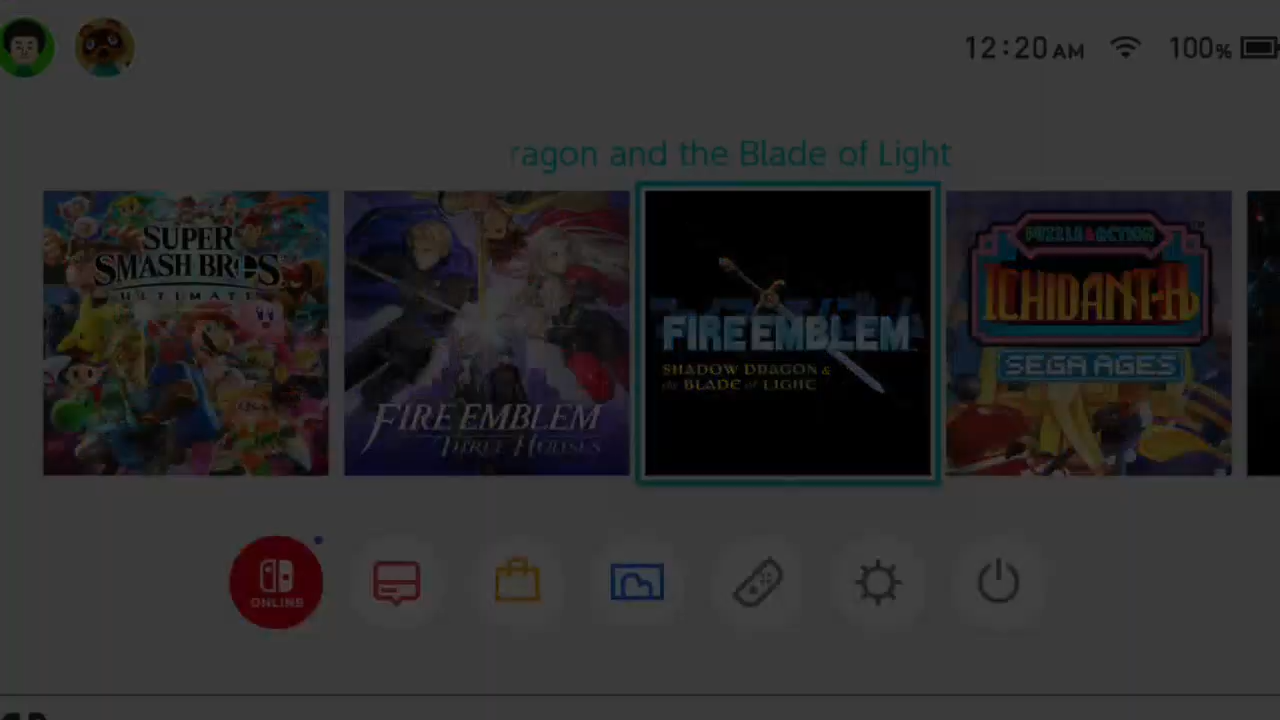 12:20 AM 100%
ragon and the Blade of Light
SUPER
SMASH BROS.
ULTIMATE
FIRE EMBLEM
THREE HOUSES
FIRE EMBLEM
SHADOW DRAGON &
the BLADE of LIGHT
PUZZLE & ACTION
ICHIDANT-R
SEGA AGES
ONLINE